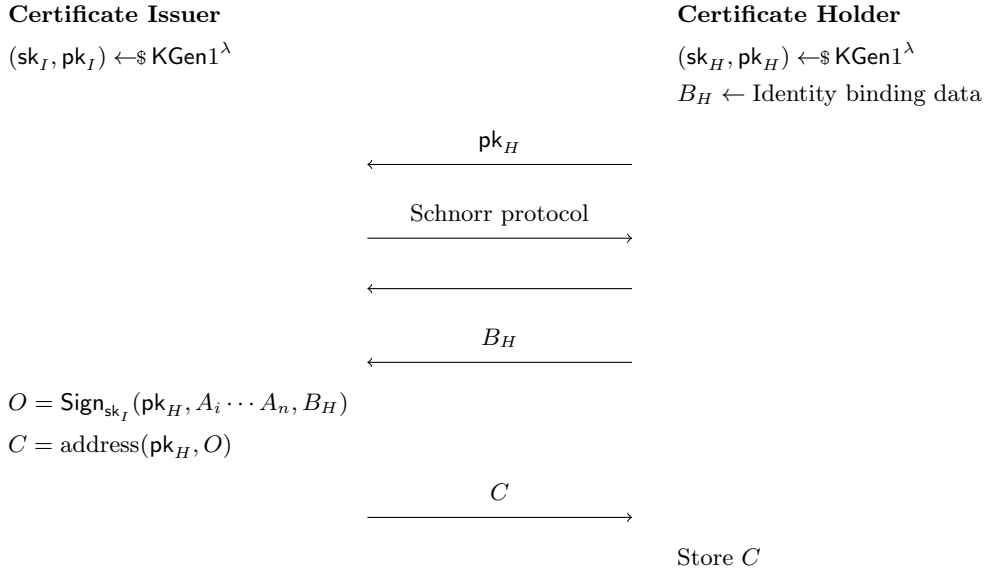 Certificate Issuer
Certificate Holder
(sk_I, pk_I) ←$ KGen1^λ
(sk_H, pk_H) ←$ KGen1^λ
B_H ← Identity binding data
pk_H
Schnorr protocol
B_H
O = Sign_{sk_I}(pk_H, A_i ⋯ A_n, B_H)
C = address(pk_H, O)
C
Store C